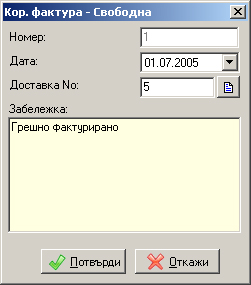 Кор. фактура - Свободна
Номер: 1
Дата: 01.07.2005
Доставка No: 5
Забележка:
Грешно фактурирано
Потвърди Откажи